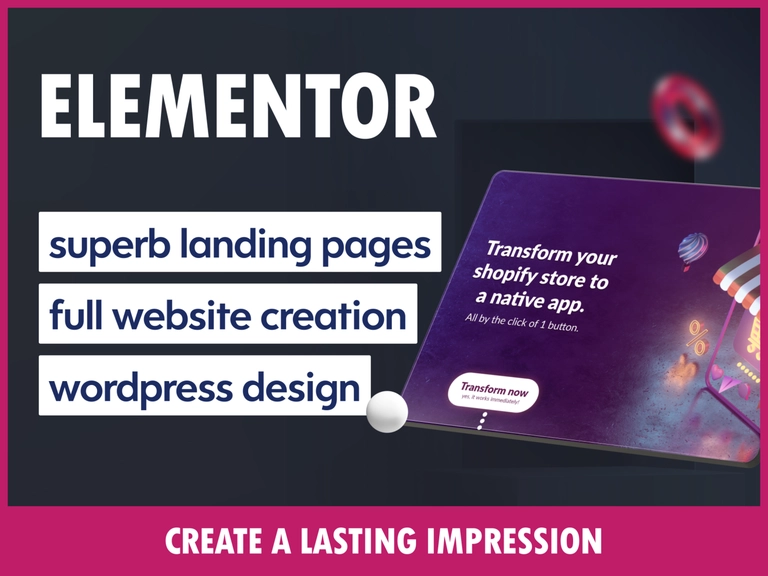 ELEMENTOR
superb landing pages
full website creation
wordpress design
Transform your
shopify store to
a native app.
All by the click of 1 button.
Transform now
yes, it works immediately!
%
CREATE A LASTING IMPRESSION